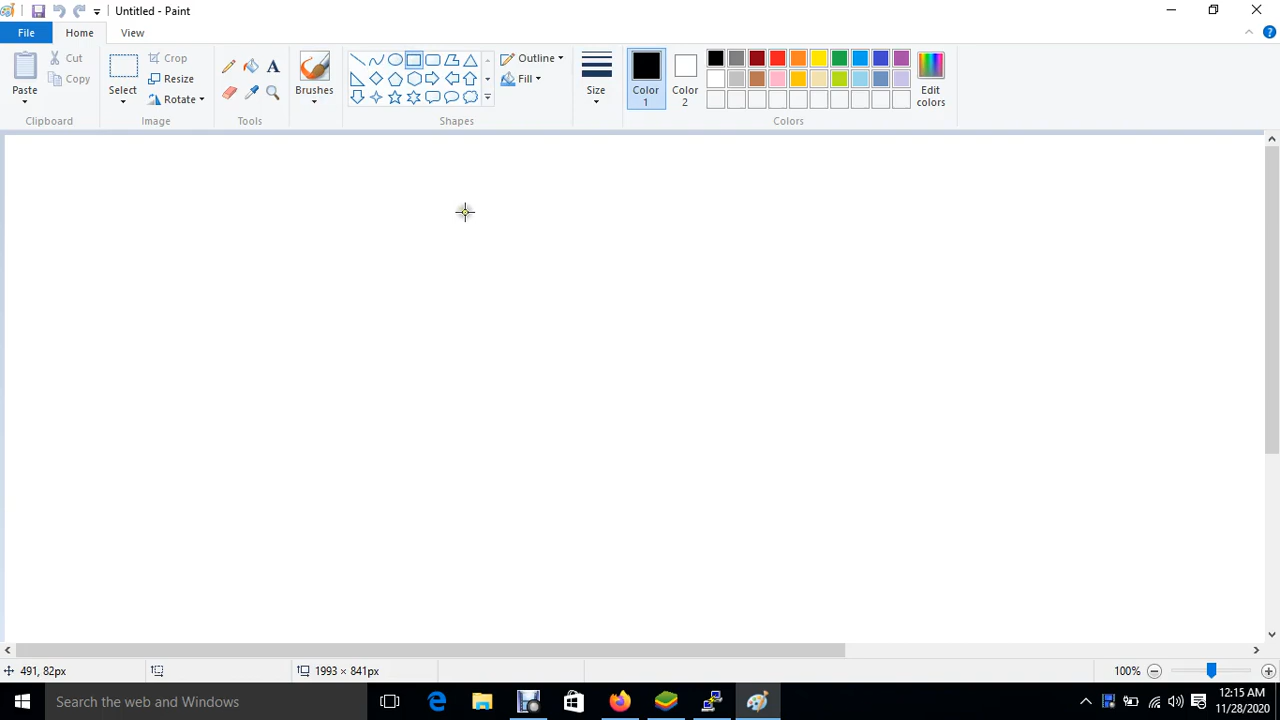 Untitled - Paint
File Home View
Paste
Cut
Copy
Clipboard
Select
Crop
Resize
Rotate
Image
A
Tools
Brushes
Shapes
Outline
Fill
Size
Color 1
Color 2
Edit colors
Colors
491, 82px
1993 × 841px
100%
Search the web and Windows
12:15 AM
11/28/2020